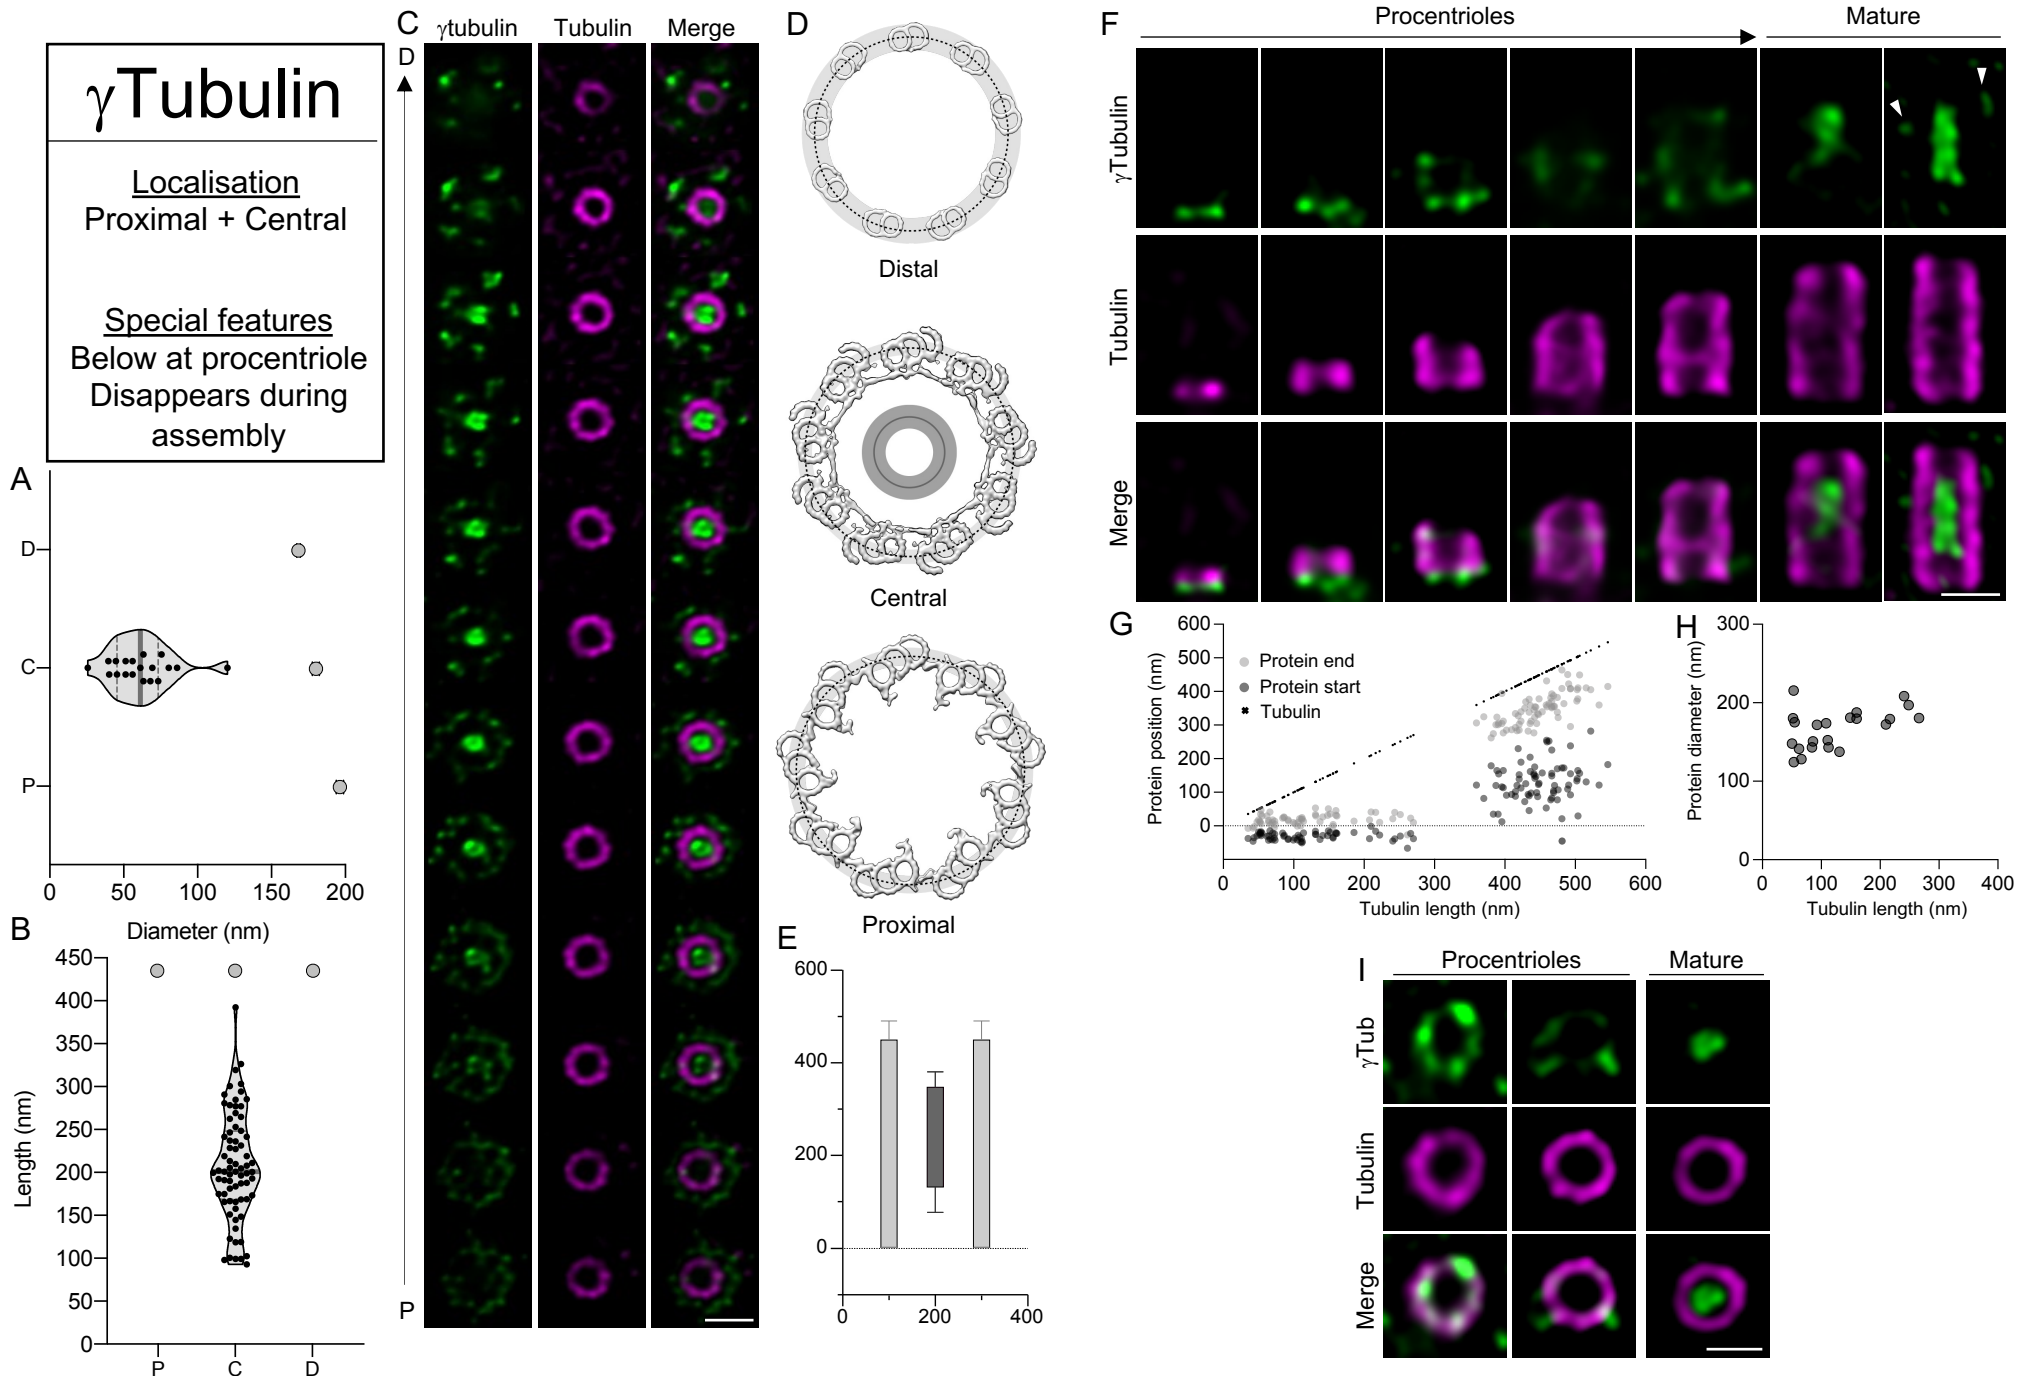 γTubulin
Localisation
Proximal + Central
Special features
Below at procentriole
Disappears during
assembly
A
D
C
P
0 50 100 150 200
Diameter (nm)
B
450
400
350
300
250
200
150
100
50
0
Length (nm)
P C D
C
γtubulin Tubulin Merge
D
P
D
Distal
Central
Proximal
E
600
400
200
0
0 200 400
F
Procentrioles Mature
γTubulin
Tubulin
Merge
G
600
500
400
300
200
100
0
Protein position (nm)
Protein end
Protein start
Tubulin
0 100 200 300 400 500 600
Tubulin length (nm)
H
300
200
100
0
Protein diameter (nm)
0 100 200 300 400
Tubulin length (nm)
I
Procentrioles Mature
γTub
Tubulin
Merge